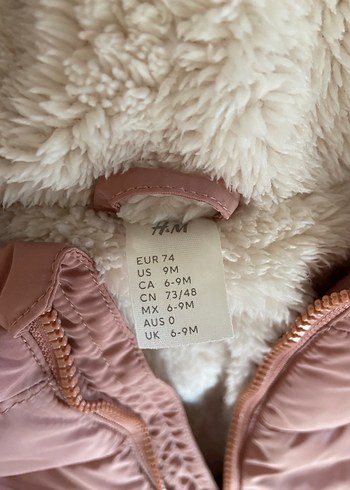 H&M
EUR 74
US 9M
CA 6-9M
CN 73/48
MX 6-9M
AUS 0
UK 6-9M